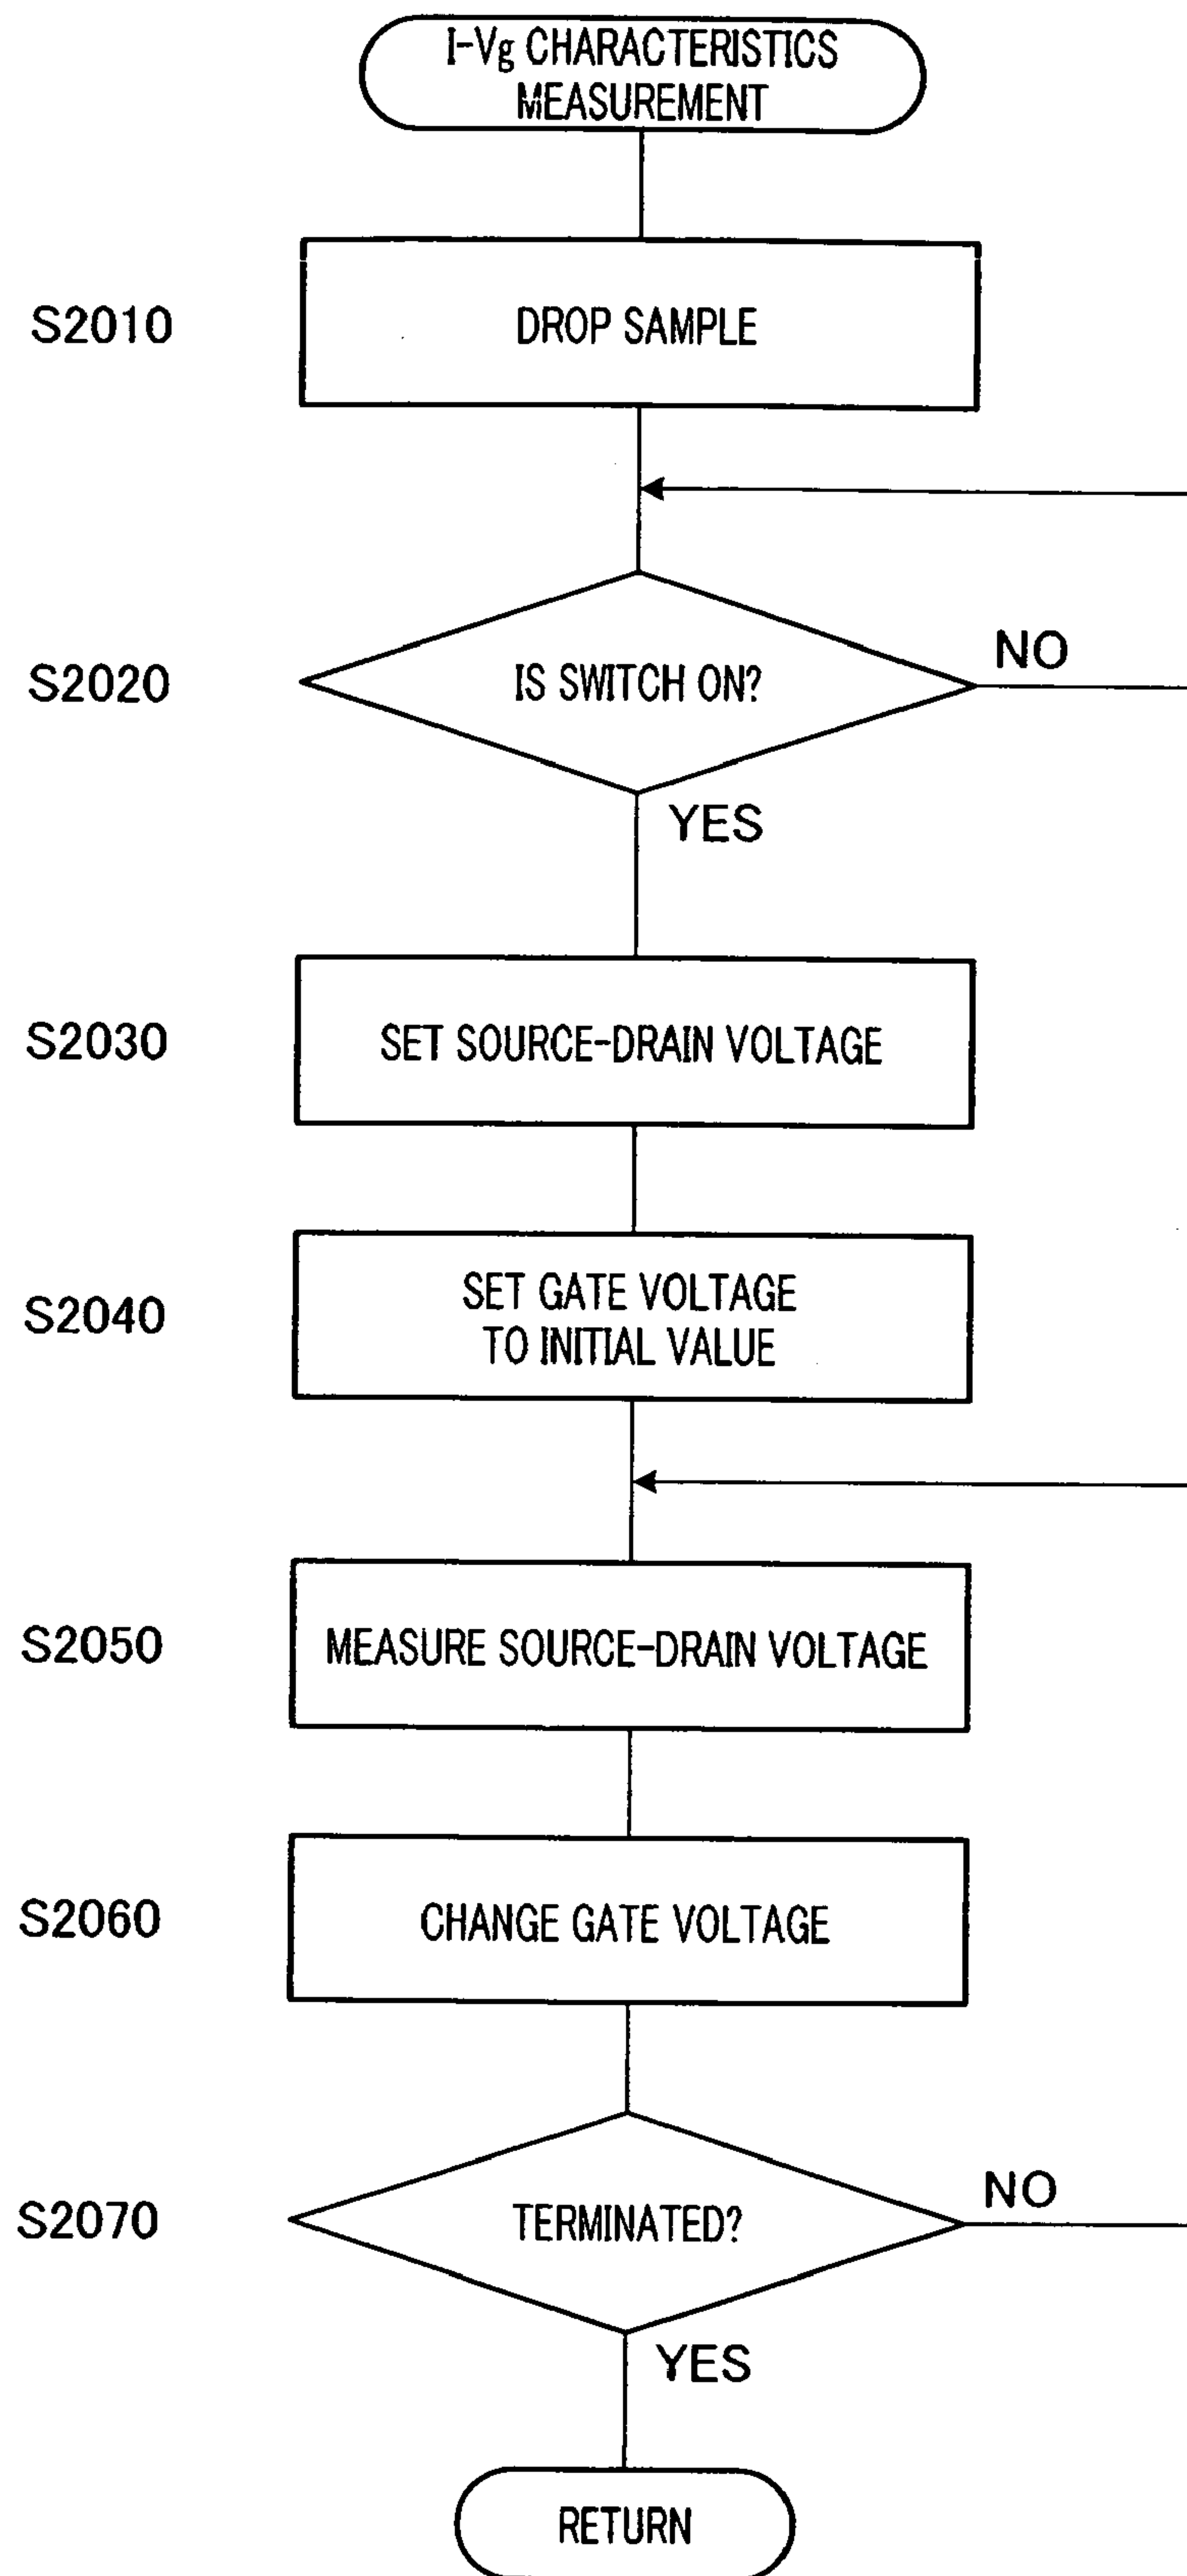 I-Vg CHARACTERISTICS
MEASUREMENT
S2010
DROP SAMPLE
S2020
IS SWITCH ON?
NO
YES
S2030
SET SOURCE-DRAIN VOLTAGE
S2040
SET GATE VOLTAGE
TO INITIAL VALUE
S2050
MEASURE SOURCE-DRAIN VOLTAGE
S2060
CHANGE GATE VOLTAGE
S2070
TERMINATED?
NO
YES
RETURN